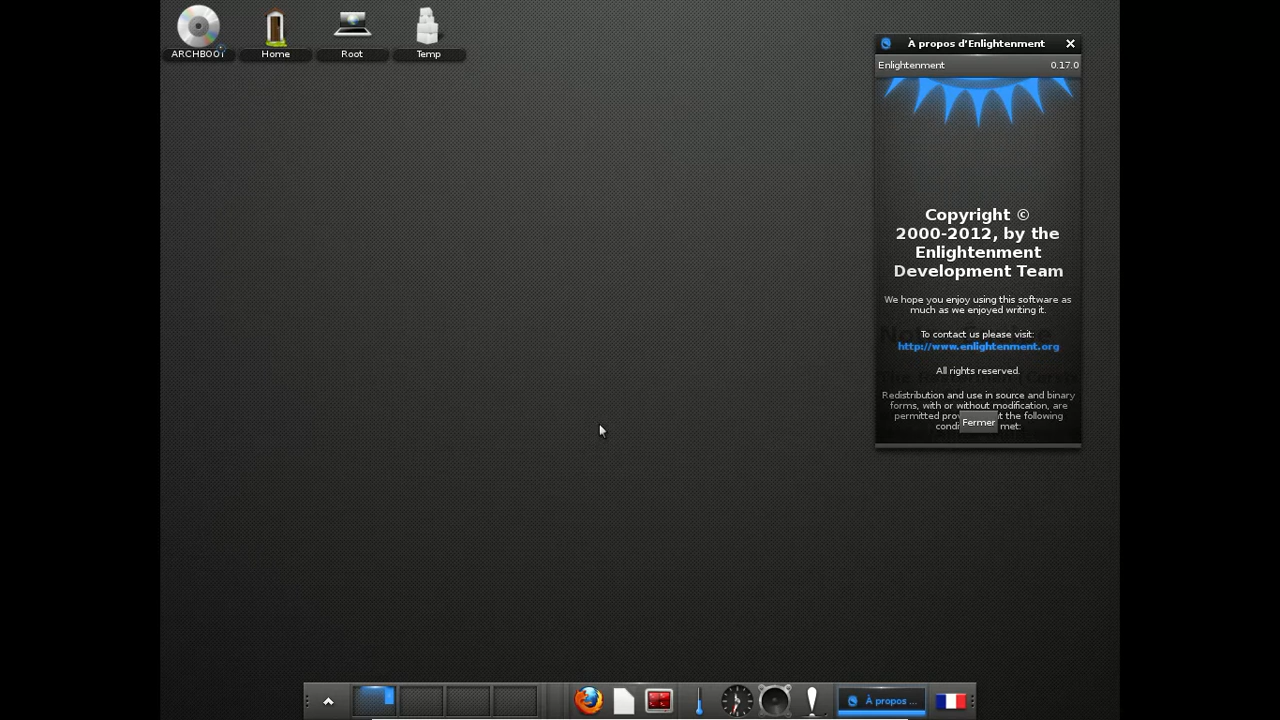 ARCHBOOT
Home
Root
Temp
À propos d'Enlightenment
Enlightenment 0.17.0
Copyright ©
2000-2012, by the
Enlightenment
Development Team
We hope you enjoy using this software as
much as we enjoyed writing it.
To contact us please visit:
http://www.enlightenment.org
All rights reserved.
Redistribution and use in source and binary
forms, with or without modification, are
permitted the following
met:
Fermer
À propos ...